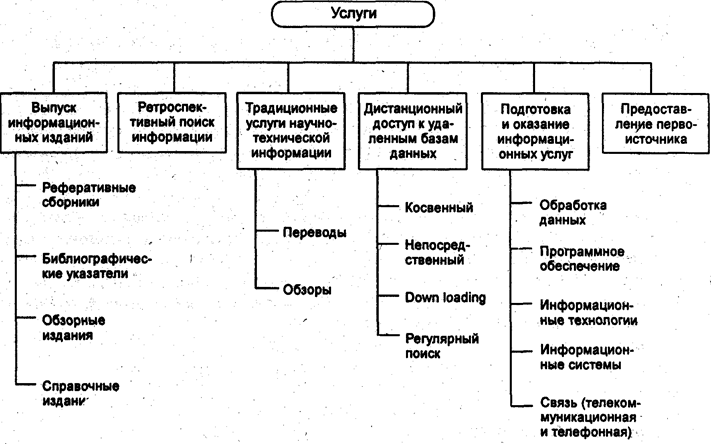 Услуги
Выпуск
информацион-
ных изданий
Реферативные
сборники
Библиографичес-
кие указатели
Обзорные
издания
Справочные
издани
Ретроспек-
тивный поиск
информации
Традиционные
услуги научно-
технической
информации
Переводы
Обзоры
Дистанционный
доступ к уда-
ленным базам
данных
Косвенный
Непосред-
ственный
Down loading
Регулярный
поиск
Подготовка
и оказание
информаци-
онных услуг
Обработка
данных
Программное
обеспечение
Информацион-
ные технологии
Информацион-
ные системы
Связь (телеком-
муникационная
и телефонная)
Предостав-
ление перво-
источника